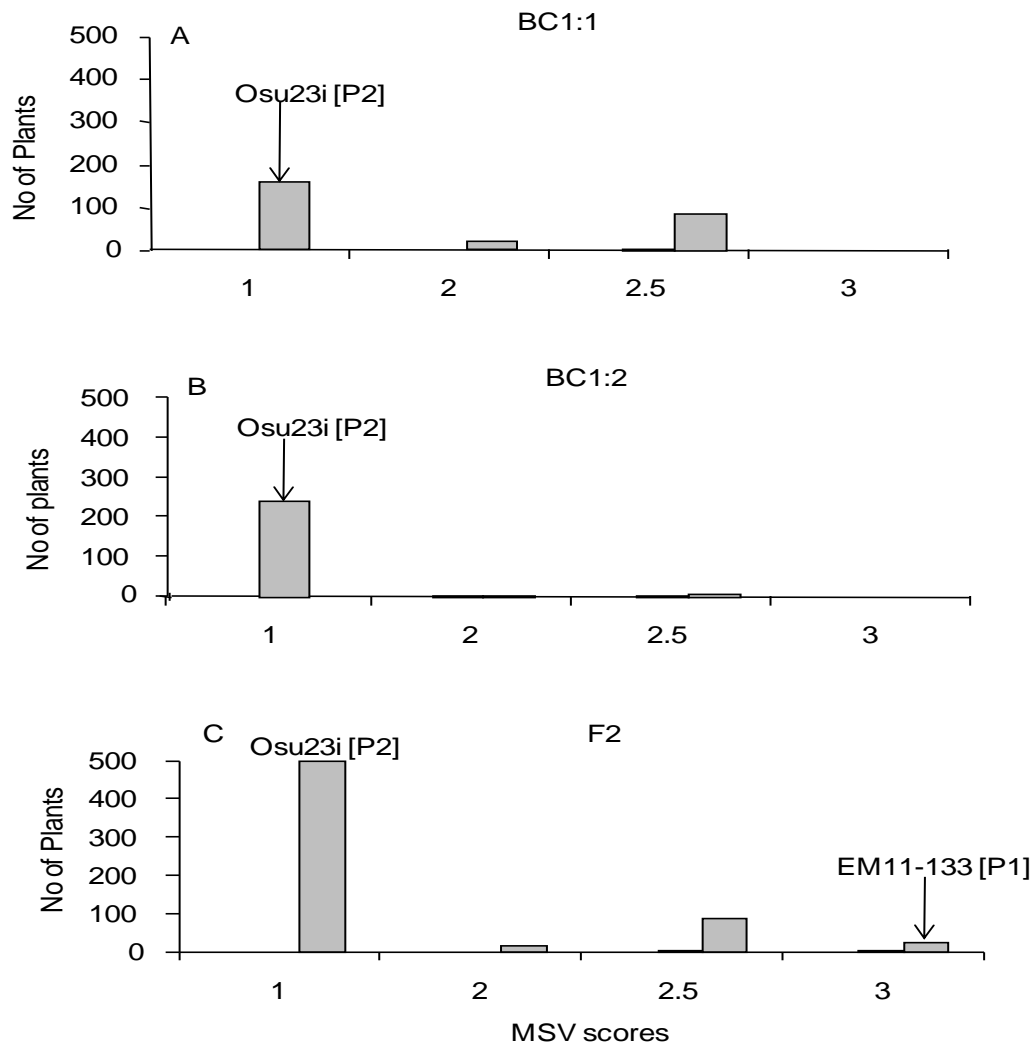 A
BC1:1
500
400
300
200
100
0
No of Plants
Osu23i [P2]
1 2 2.5 3
B
BC1:2
500
400
300
200
100
0
No of plants
Osu23i [P2]
1 2 2.5 3
C
F2
500
400
300
200
100
0
No of Plants
Osu23i [P2]
EM11-133 [P1]
1 2 2.5 3
MSV scores